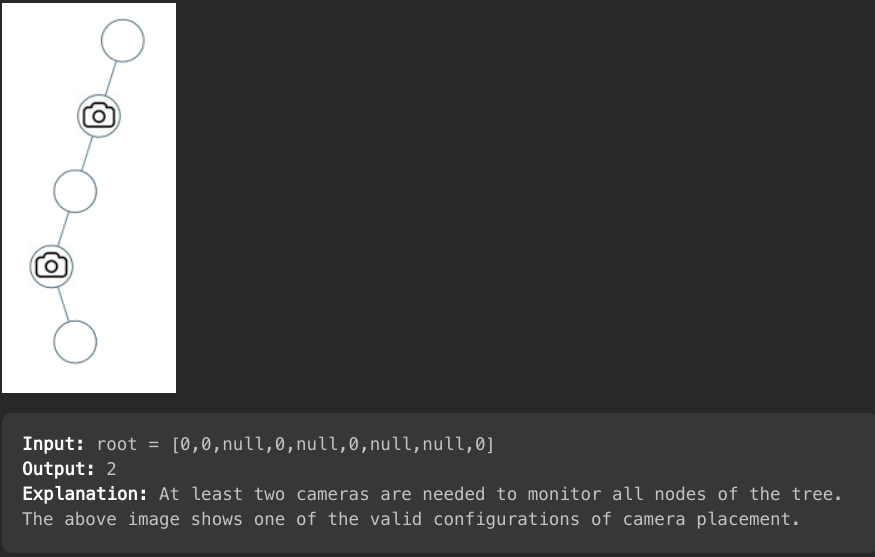 Input: root = [0,0,null,0,null,0,null,null,0]
Output: 2
Explanation: At least two cameras are needed to monitor all nodes of the tree.
The above image shows one of the valid configurations of camera placement.